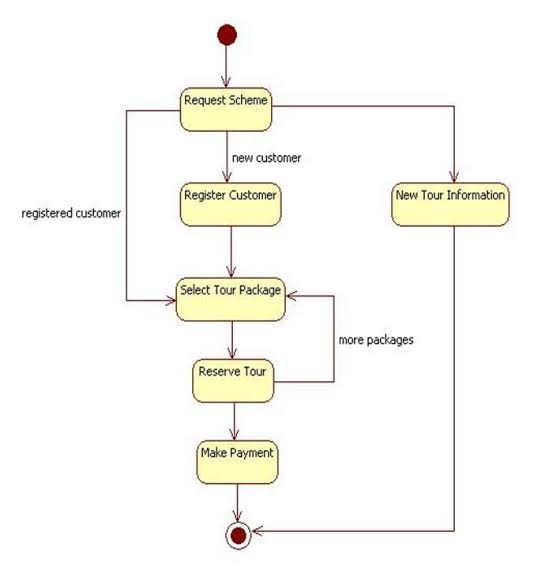 Request Scheme
new customer
Register Customer
New Tour Information
registered customer
Select Tour Package
more packages
Reserve Tour
Make Payment